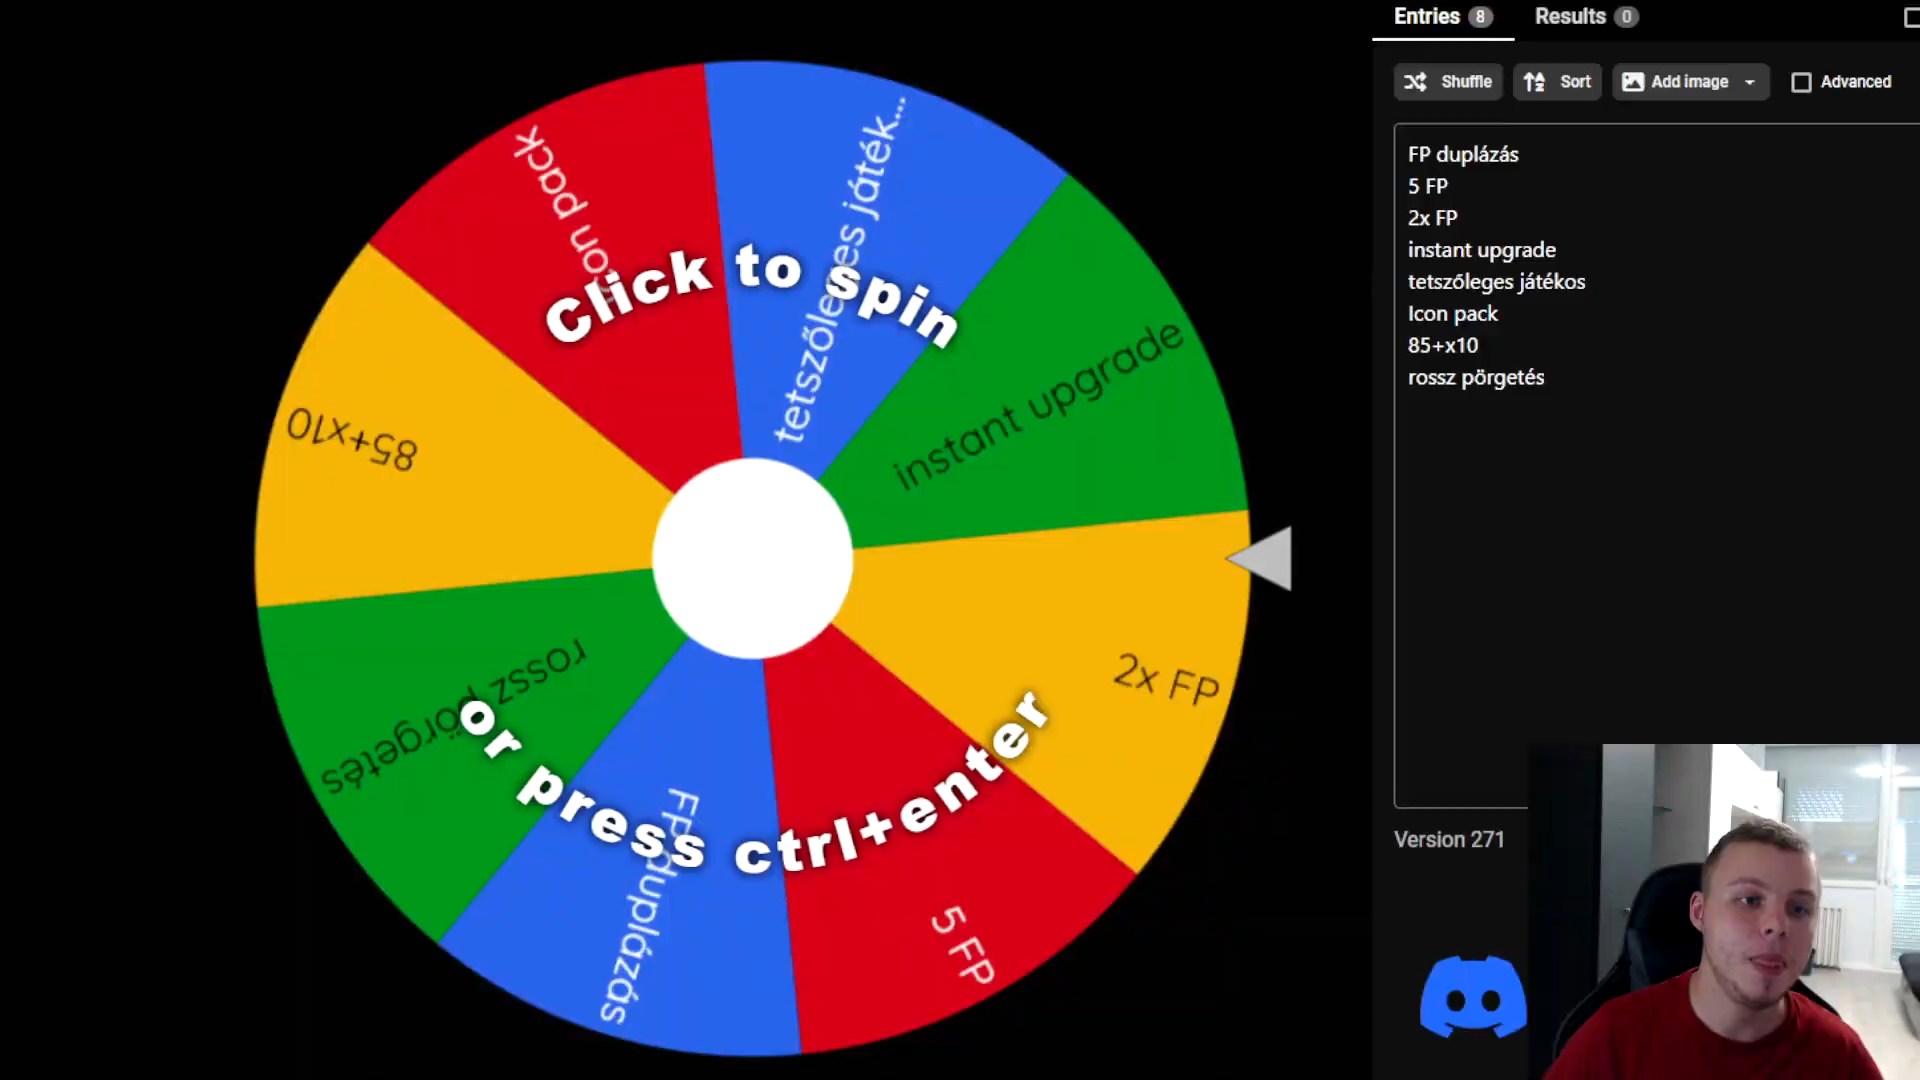 Entries 8
Results 0
Shuffle
Sort
Add image
Advanced
FP duplázás
5 FP
2x FP
instant upgrade
tetszőleges játékos
Icon pack
85+x10
rossz pörgetés
Version 271
Click to spin
or press ctrl+enter
tetszőleges játék...
instant upgrade
2x FP
5 FP
FP duplázás
rossz pörgetés
85+x10
Icon pack